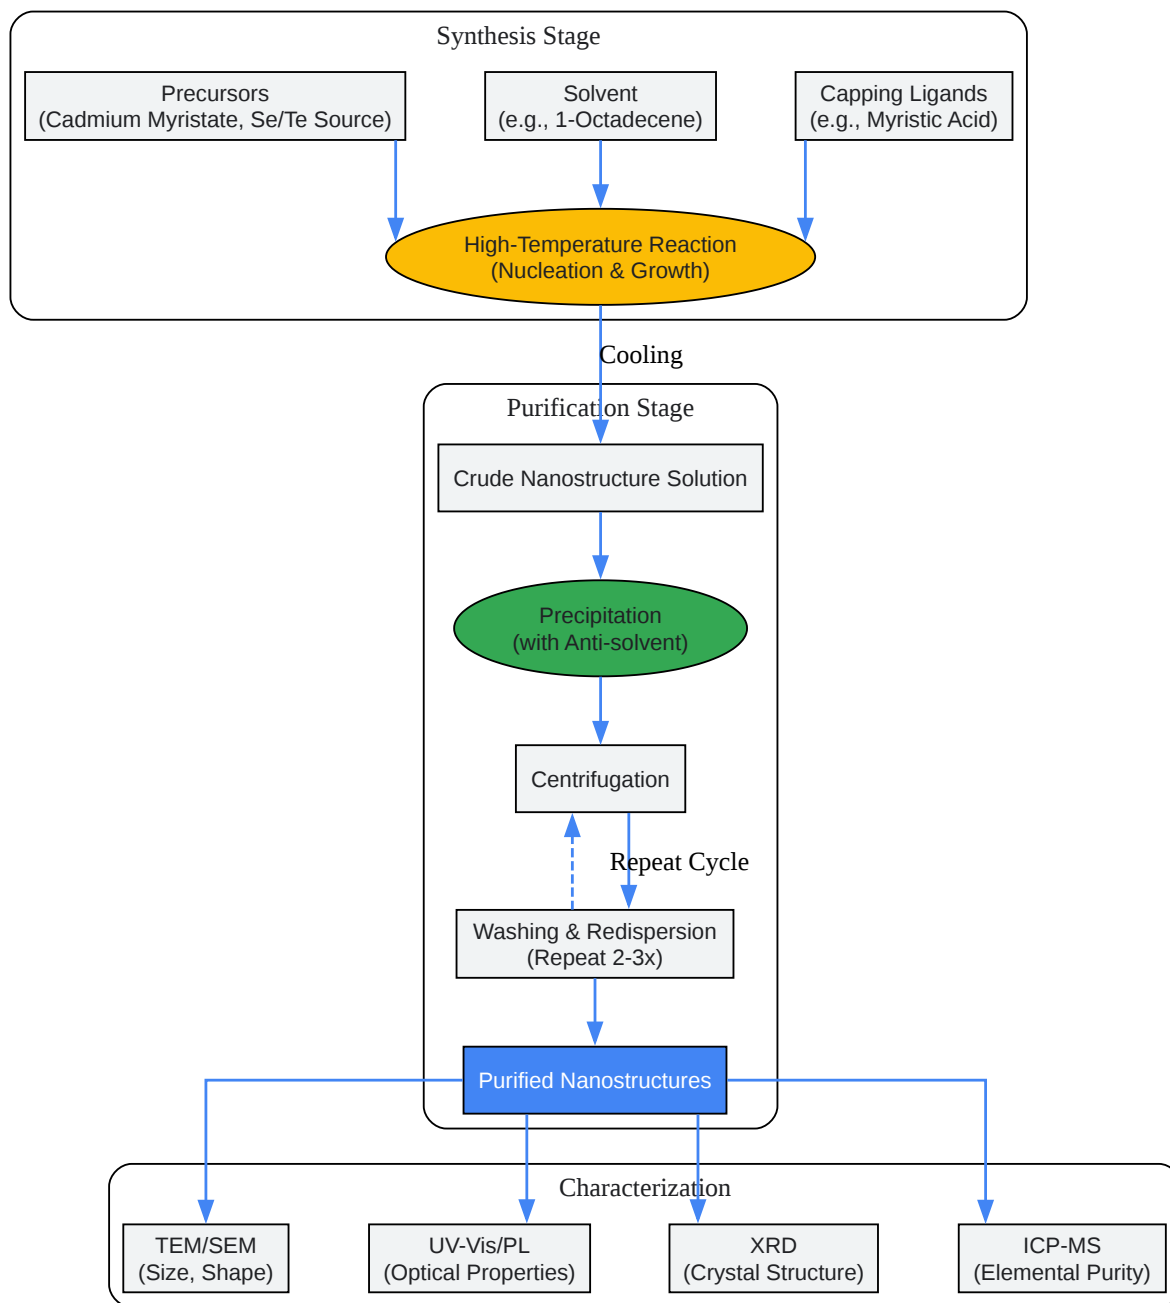 Synthesis Stage
Precursors
(Cadmium Myristate, Se/Te Source)
Solvent
(e.g., 1-Octadecene)
Capping Ligands
(e.g., Myristic Acid)
High-Temperature Reaction
(Nucleation & Growth)
Cooling
Purification Stage
Crude Nanostructure Solution
Precipitation
(with Anti-solvent)
Centrifugation
Repeat Cycle
Washing & Redispersion
(Repeat 2-3x)
Purified Nanostructures
Characterization
TEM/SEM
(Size, Shape)
UV-Vis/PL
(Optical Properties)
XRD
(Crystal Structure)
ICP-MS
(Elemental Purity)